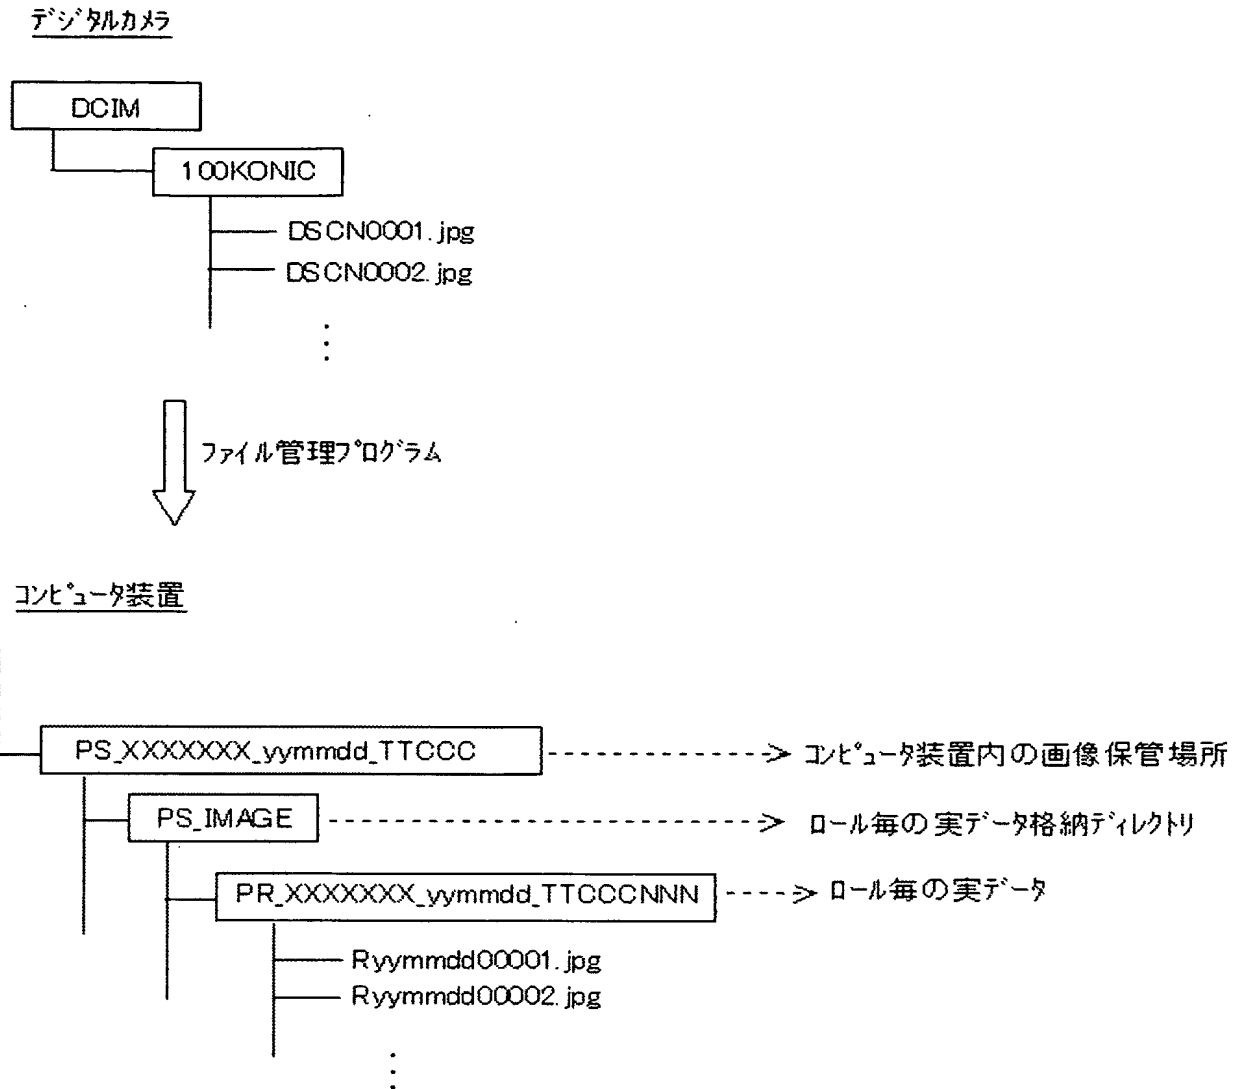 デジタルカメラ
DCIM
100KONIC
DSCN0001.jpg
DSCN0002.jpg
ファイル管理プログラム
コンピュータ装置
PS_XXXXXXX_yymmdd_TTCCC
コンピュータ装置内の画像保管場所
PS_IMAGE
ロール毎の実データ格納ディレクトリ
PR_XXXXXXX_yymmdd_TTCCCNNN
ロール毎の実データ
Ryymmdd00001.jpg
Ryymmdd00002.jpg